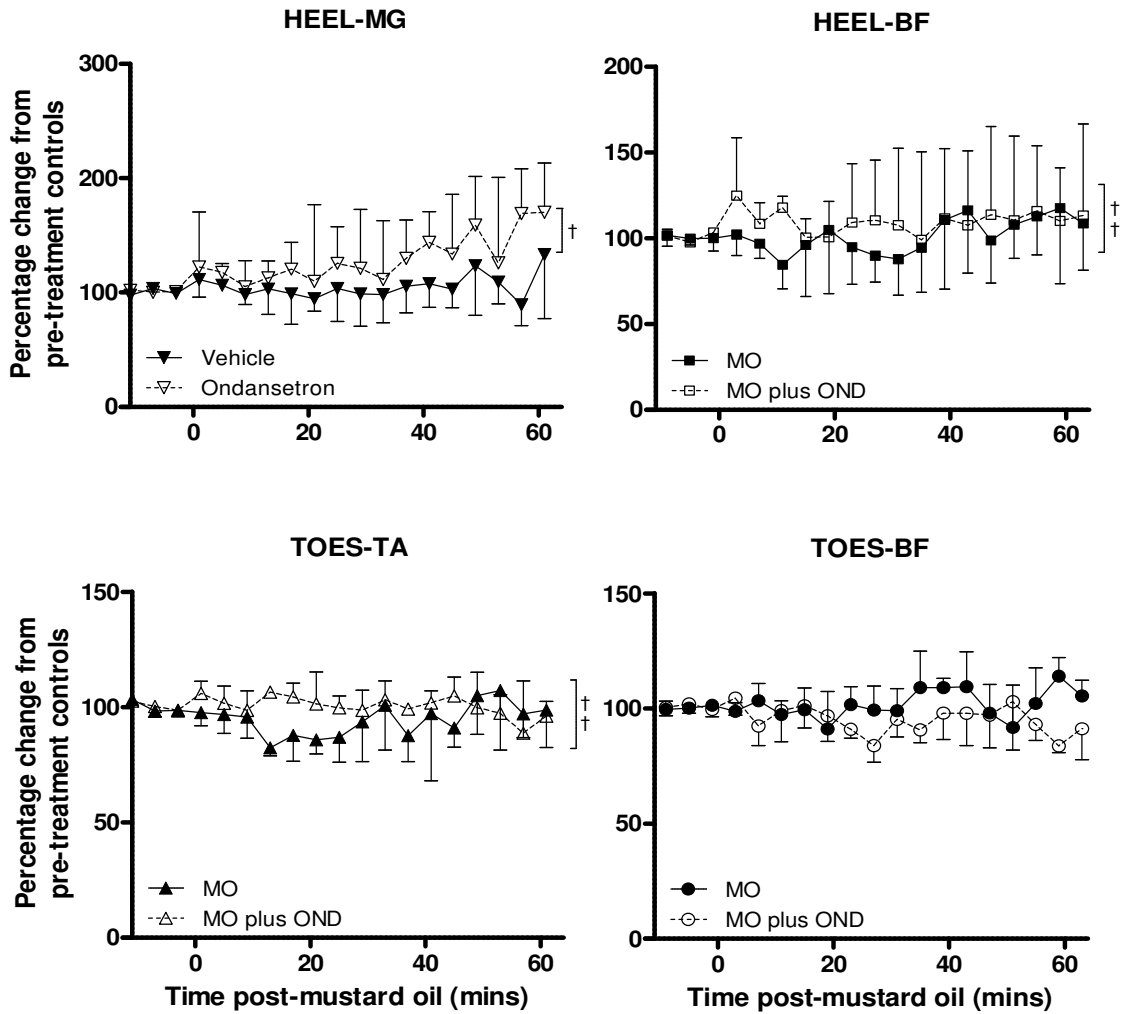 HEEL-MG
300
200
100
0
Percentage change from
pre-treatment controls
Vehicle
Ondansetron
†
0 20 40 60
HEEL-BF
200
150
100
50
0
MO
MO plus OND
†
†
0 20 40 60
TOES-TA
150
100
50
0
Percentage change from
pre-treatment controls
MO
MO plus OND
†
†
0 20 40 60
Time post-mustard oil (mins)
TOES-BF
150
100
50
0
MO
MO plus OND
0 20 40 60
Time post-mustard oil (mins)